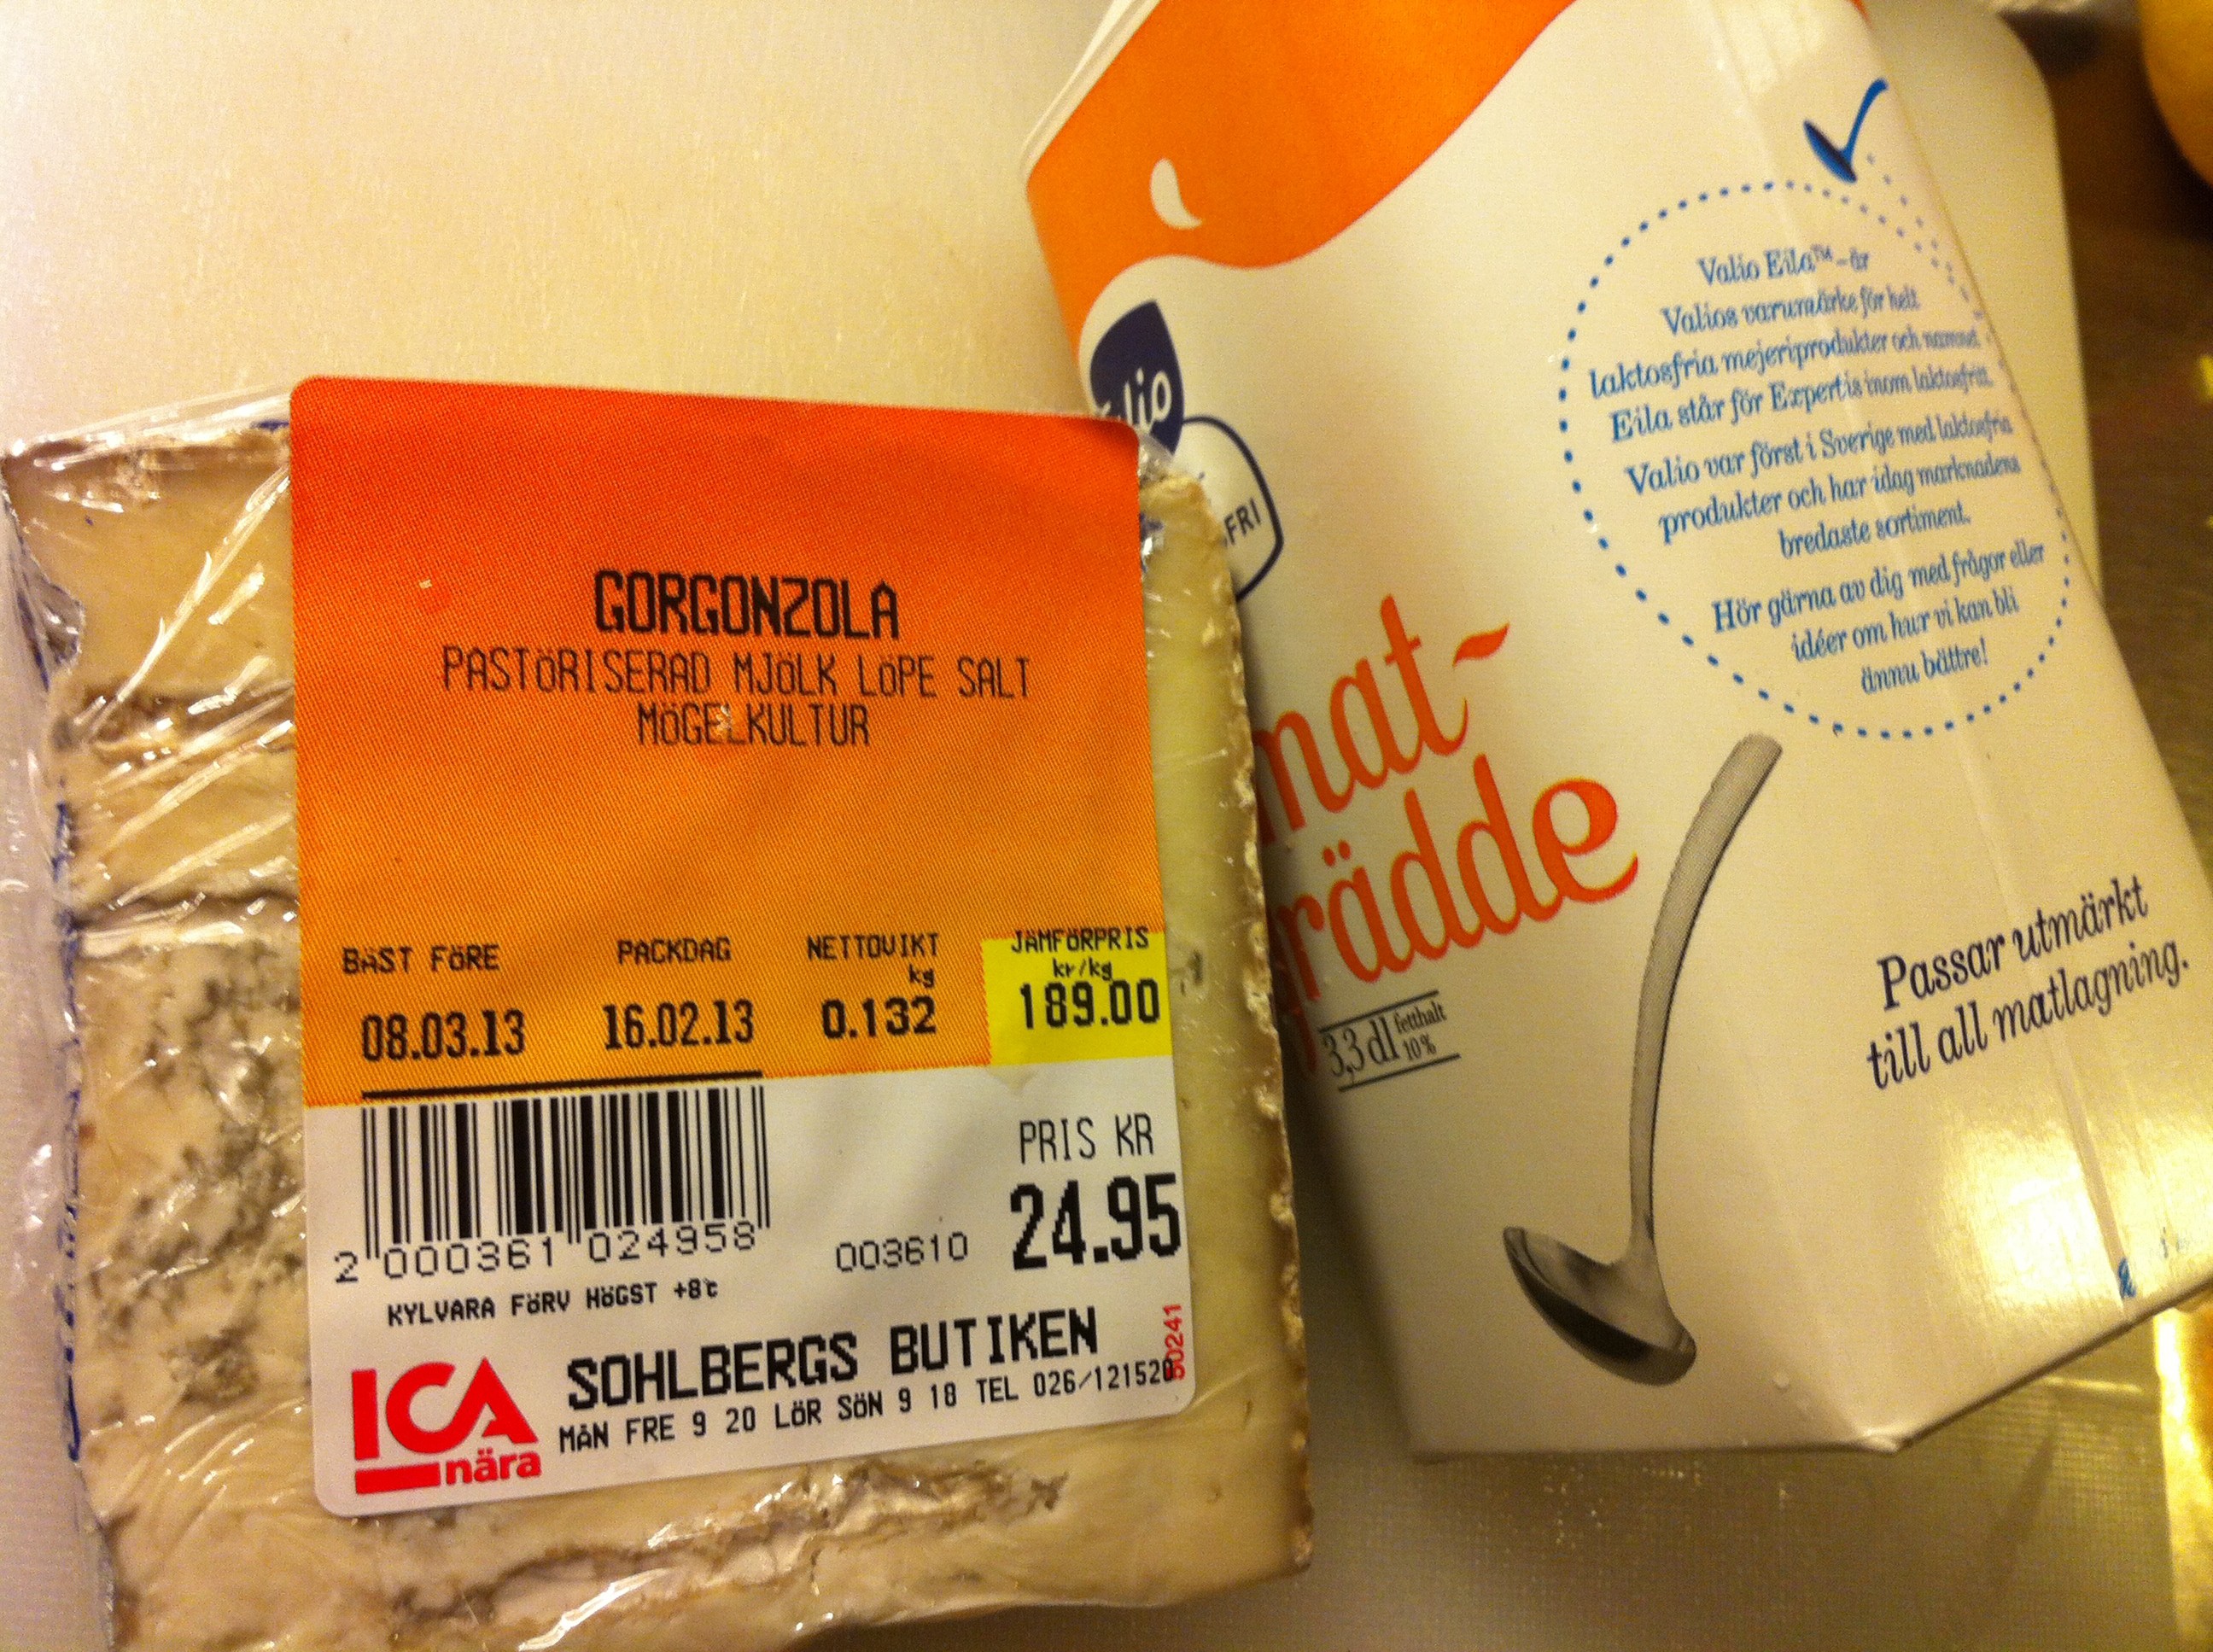 GORGONZOLA
PASTÖRISERAD MJÖLK LÖPE SALT
MÖGELKULTUR
BÄST FÖRE PACKDAG NETTOVIKT JÄMFÖRPRIS
kg kr/kg
08.03.13 16.02.13 0.132 189.00
PRIS KR
24.95
2 000361 024958
003610
KYLVARA FÖRV HÖGST +8°c
ICA
nära
SOHLBERGS BUTIKEN
MÅN FRE 9 20 LÖR SÖN 9 18 TEL 026/121520
50241
Valio Eila™-är
Valios varumärke för helt
laktosfria mejeriprodukter och namnet
Eila står för Expertis inom laktosfritt.
Valio var först i Sverige med laktosfria
produkter och har idag marknadens
bredaste sortiment.
Hör gärna av dig med frågor eller
idéer om hur vi kan bli
ännu bättre!
lio
FRI
mat-
grädde
3,3 dl fetthalt
10%
Passar utmärkt
till all matlagning.